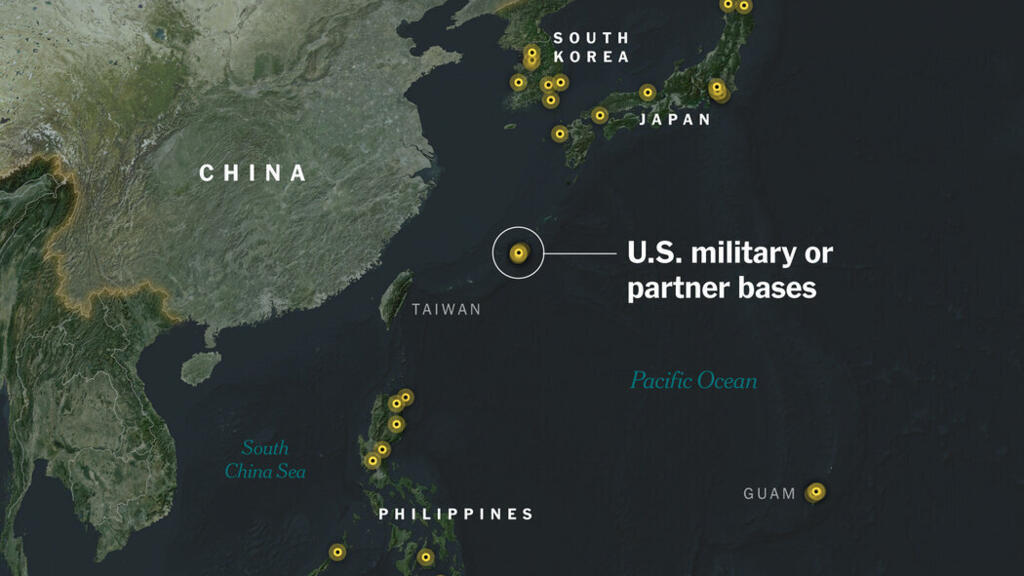 SOUTH
KOREA
JAPAN
CHINA
U.S. military or
partner bases
TAIWAN
Pacific Ocean
South
China Sea
GUAM
PHILIPPINES